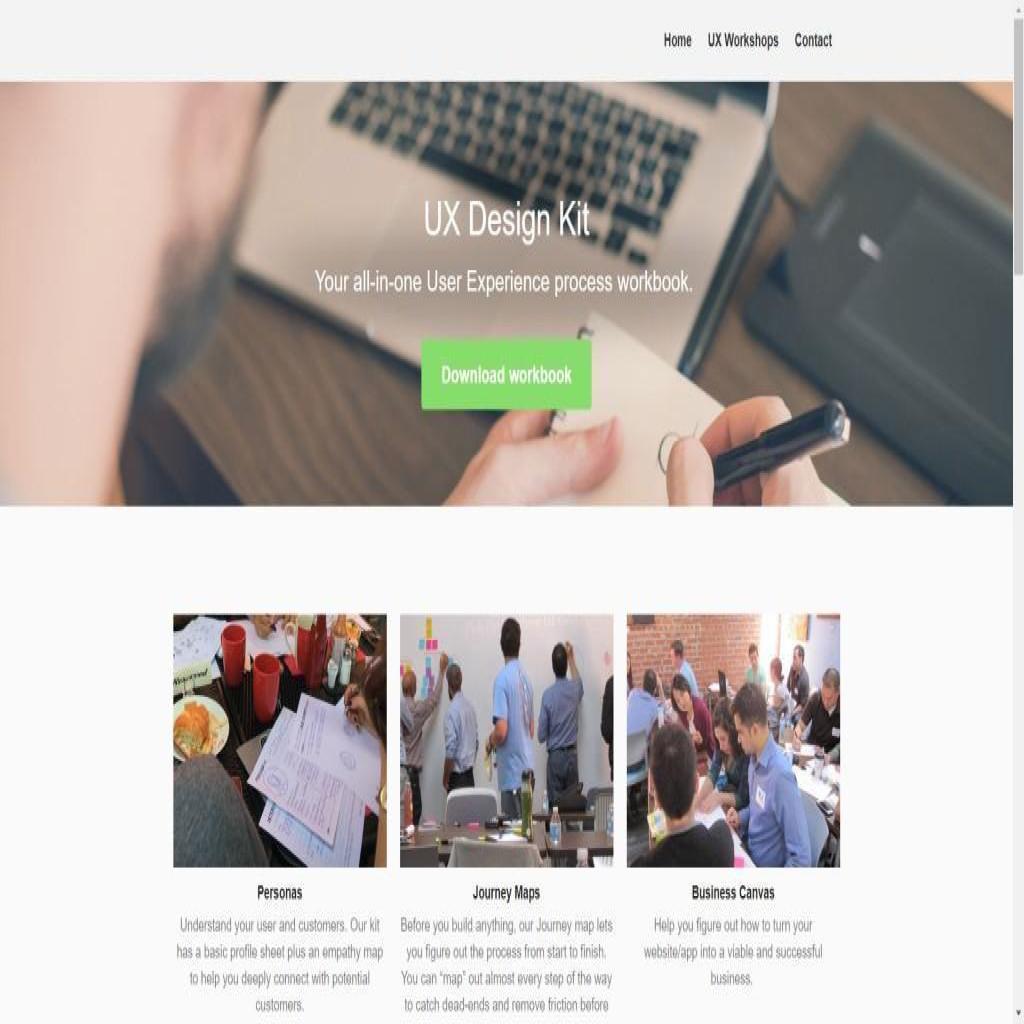 Home UX Workshops Contact
UX Design Kit
Your all-in-one User Experience process workbook.
Download workbook
Personas
Understand your user and customers. Our kit
has a basic profile sheet plus an empathy map
to help you deeply connect with potential
customers.
Journey Maps
Before you build anything, our Journey map lets
you figure out the process from start to finish.
You can “map” out almost every step of the way
to catch dead-ends and remove friction before
Business Canvas
Help you figure out how to turn your
website/app into a viable and successful
business.